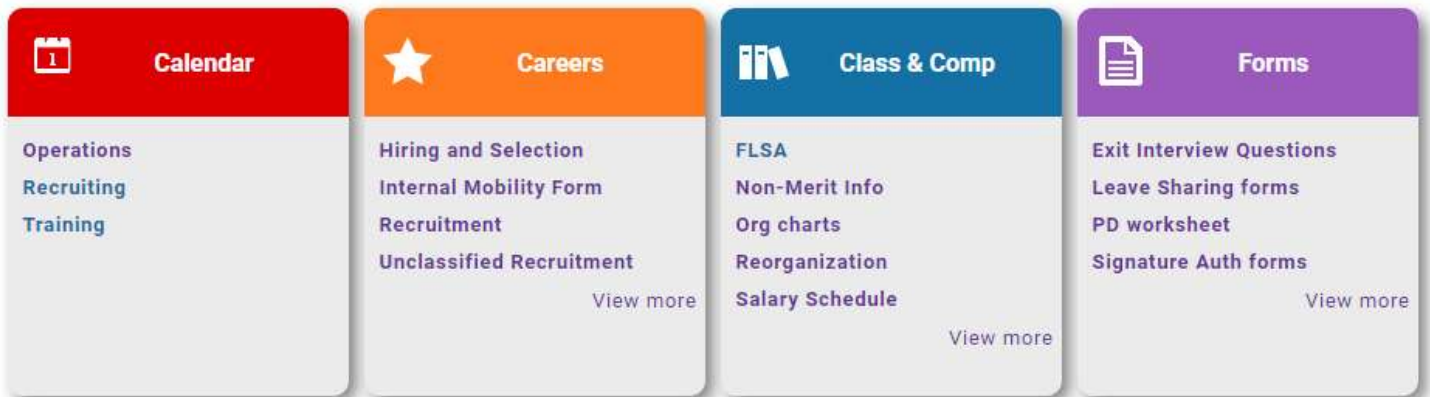 1
Calendar
Operations
Recruiting
Training
Careers
Hiring and Selection
Internal Mobility Form
Recruitment
Unclassified Recruitment
View more
Class & Comp
FLSA
Non-Merit Info
Org charts
Reorganization
Salary Schedule
View more
Forms
Exit Interview Questions
Leave Sharing forms
PD worksheet
Signature Auth forms
View more